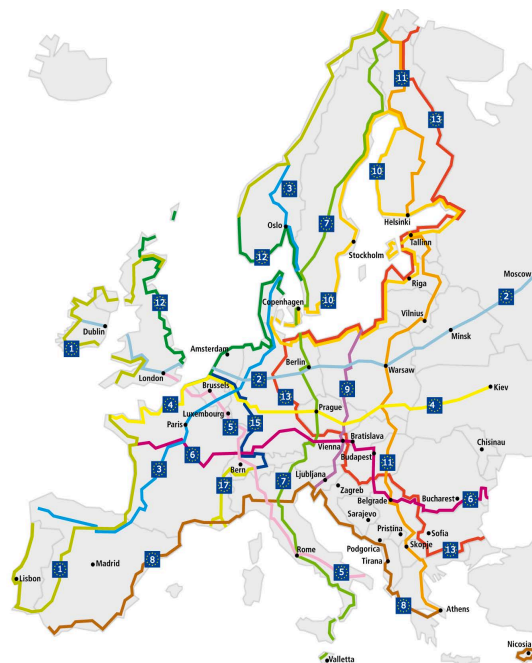 11
13
3
10
7
Oslo
Helsinki
12
Tallinn
Stockholm
Moscow
2
Riga
12
Copenhagen
10
Vilnius
Dublin
Minsk
1
Amsterdam
London
Berlin
Warsaw
2
Brussels
13
9
Kiev
4
Prague
4
Luxembourg
5
15
Paris
Vienna
Bratislava
Chisinau
6
Budapest
3
Bern
11
Ljubljana
17
7
Zagreb
Bucharest
6
Belgrade
Sarajevo
Pristina
Sofia
8
Madrid
1
Podgorica
Skopje
13
Rome
Tirana
Lisbon
5
8
Athens
Nicosia
Valletta